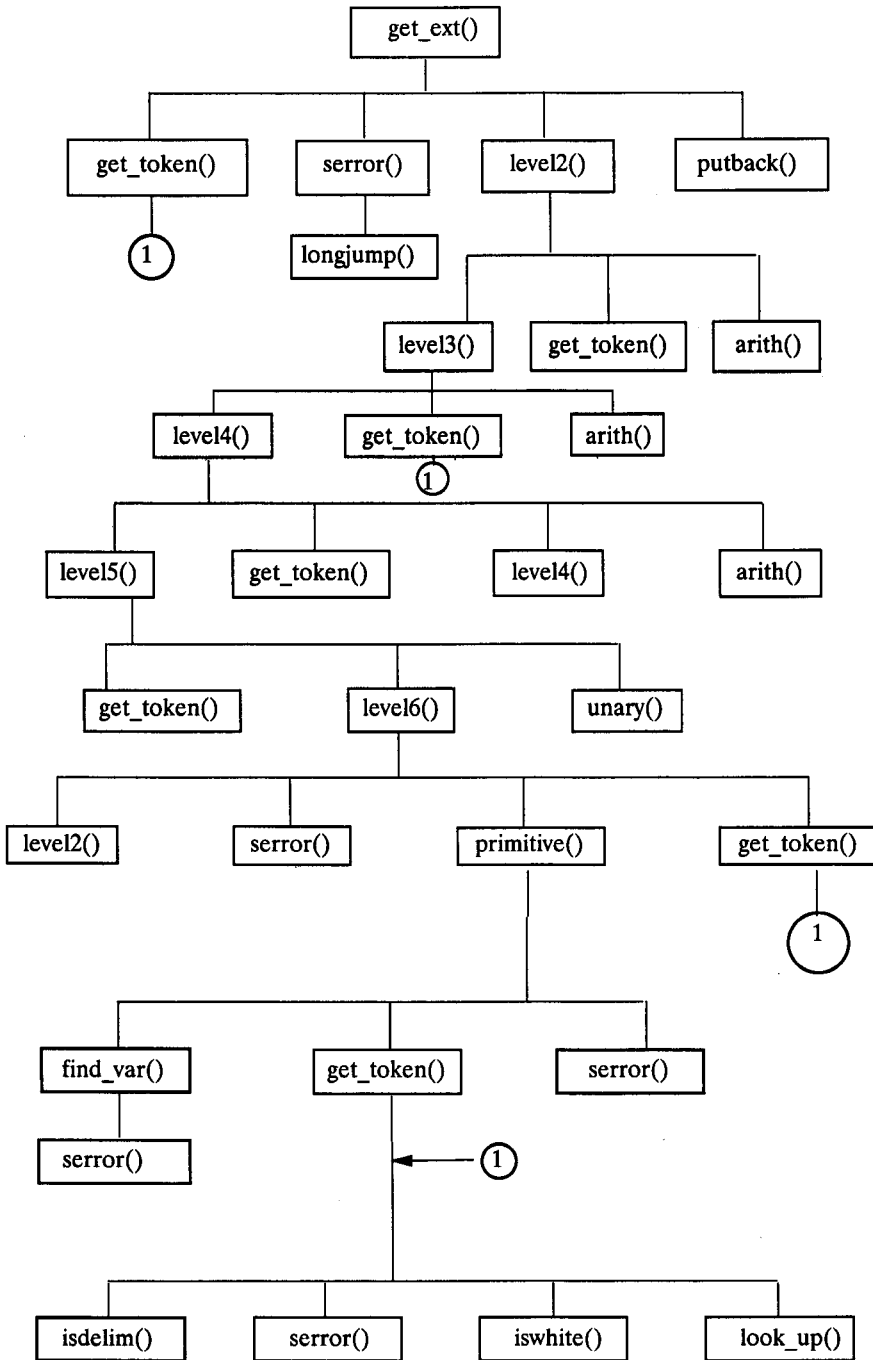 get_ext()
get_token() serror() level2() putback()
1 longjump()
level3() get_token() arith()
level4() get_token() arith()
1
level5() get_token() level4() arith()
get_token() level6() unary()
level2() serror() primitive() get_token()
1
find_var() get_token() serror()
serror() 1
isdelim() serror() iswhite() look_up()